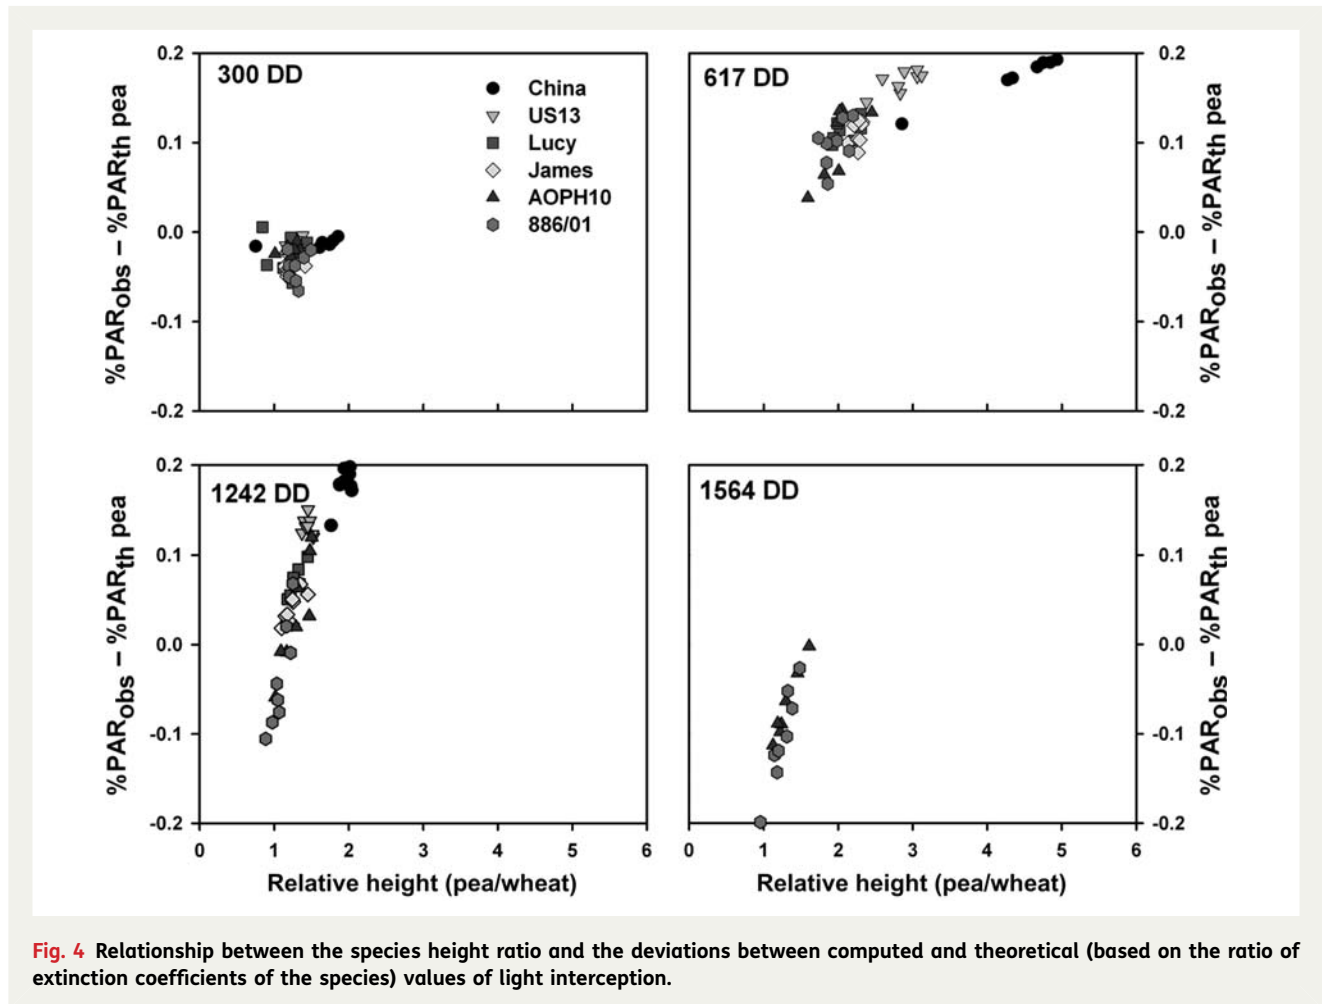 300 DD
China
US13
Lucy
James
AOPH10
886/01
0.2
0.1
0.0
-0.1
-0.2
%PARobs – %PARth pea
617 DD
0.2
0.1
0.0
-0.1
-0.2
%PARobs – %PARth pea
1242 DD
0.2
0.1
0.0
-0.1
-0.2
%PARobs – %PARth pea
0 1 2 3 4 5 6
Relative height (pea/wheat)
1564 DD
0.2
0.1
0.0
-0.1
-0.2
%PARobs – %PARth pea
0 1 2 3 4 5 6
Relative height (pea/wheat)
Fig. 4 Relationship between the species height ratio and the deviations between computed and theoretical (based on the ratio of
extinction coefficients of the species) values of light interception.